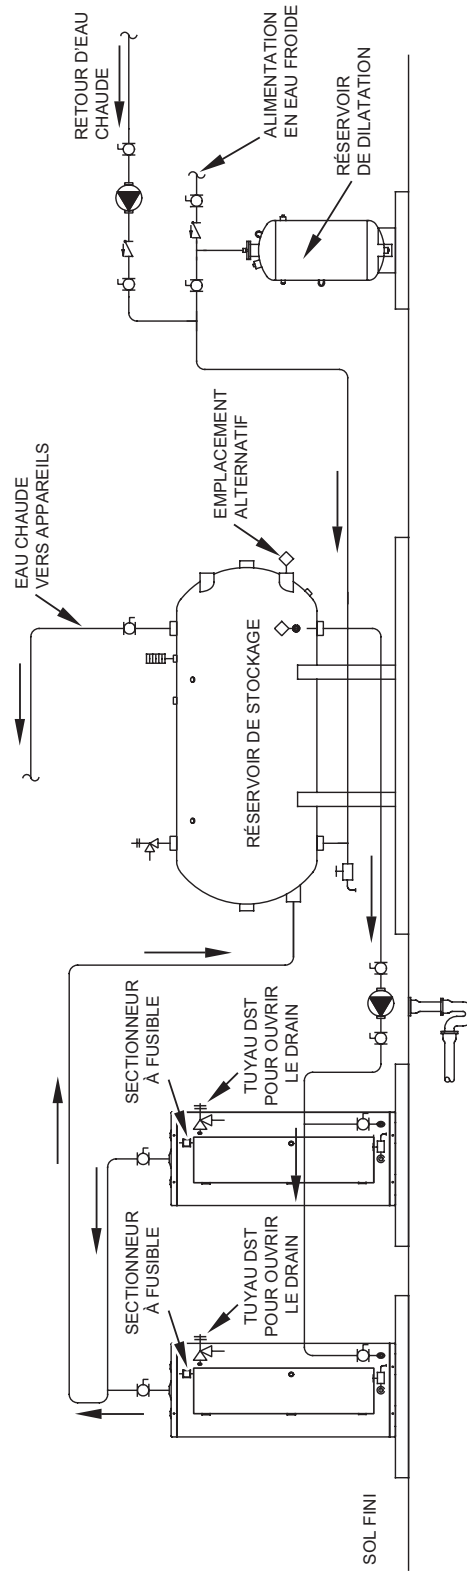 SOL FINI
SECTIONNEUR
À FUSIBLE
TUYAU DST
POUR OUVRIR
LE DRAIN
SECTIONNEUR
À FUSIBLE
TUYAU DST
POUR OUVRIR
LE DRAIN
EAU CHAUDE
VERS APPAREILS
RÉSERVOIR DE STOCKAGE
EMPLACEMENT
ALTERNATIF
RETOUR D'EAU
CHAUDE
ALIMENTATION
EN EAU FROIDE
RÉSERVOIR
DE DILATATION